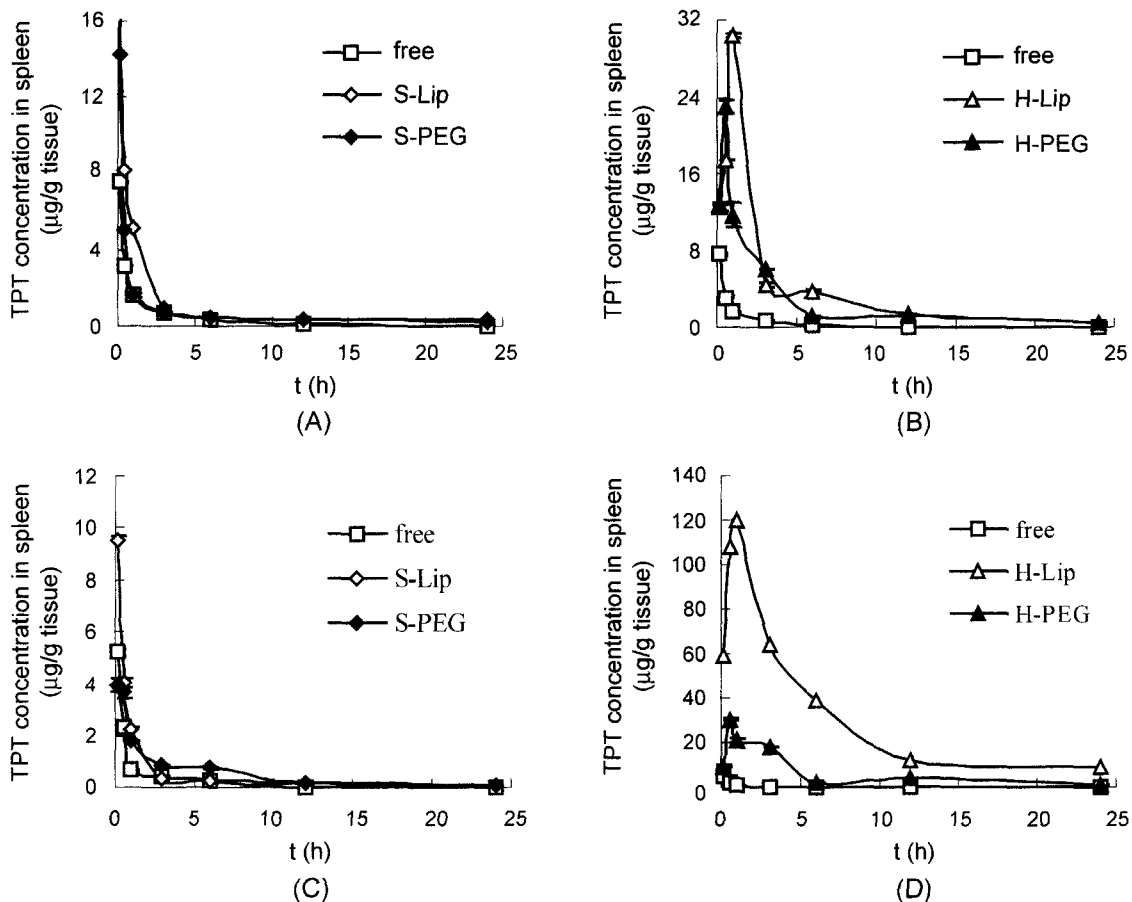 TPT concentration in spleen
(μg/g tissue)
16
12
8
4
0
free
S-Lip
S-PEG
0
5
10
15
20
25
t (h)
(A)
TPT concentration in spleen
(μg/g tissue)
32
24
16
8
0
free
H-Lip
H-PEG
0
5
10
15
20
25
t (h)
(B)
TPT concentration in spleen
(μg/g tissue)
12
10
8
6
4
2
0
free
S-Lip
S-PEG
0
5
10
15
20
25
t (h)
(C)
TPT concentration in spleen
(μg/g tissue)
140
120
100
80
60
40
20
0
free
H-Lip
H-PEG
0
5
10
15
20
25
t (h)
(D)